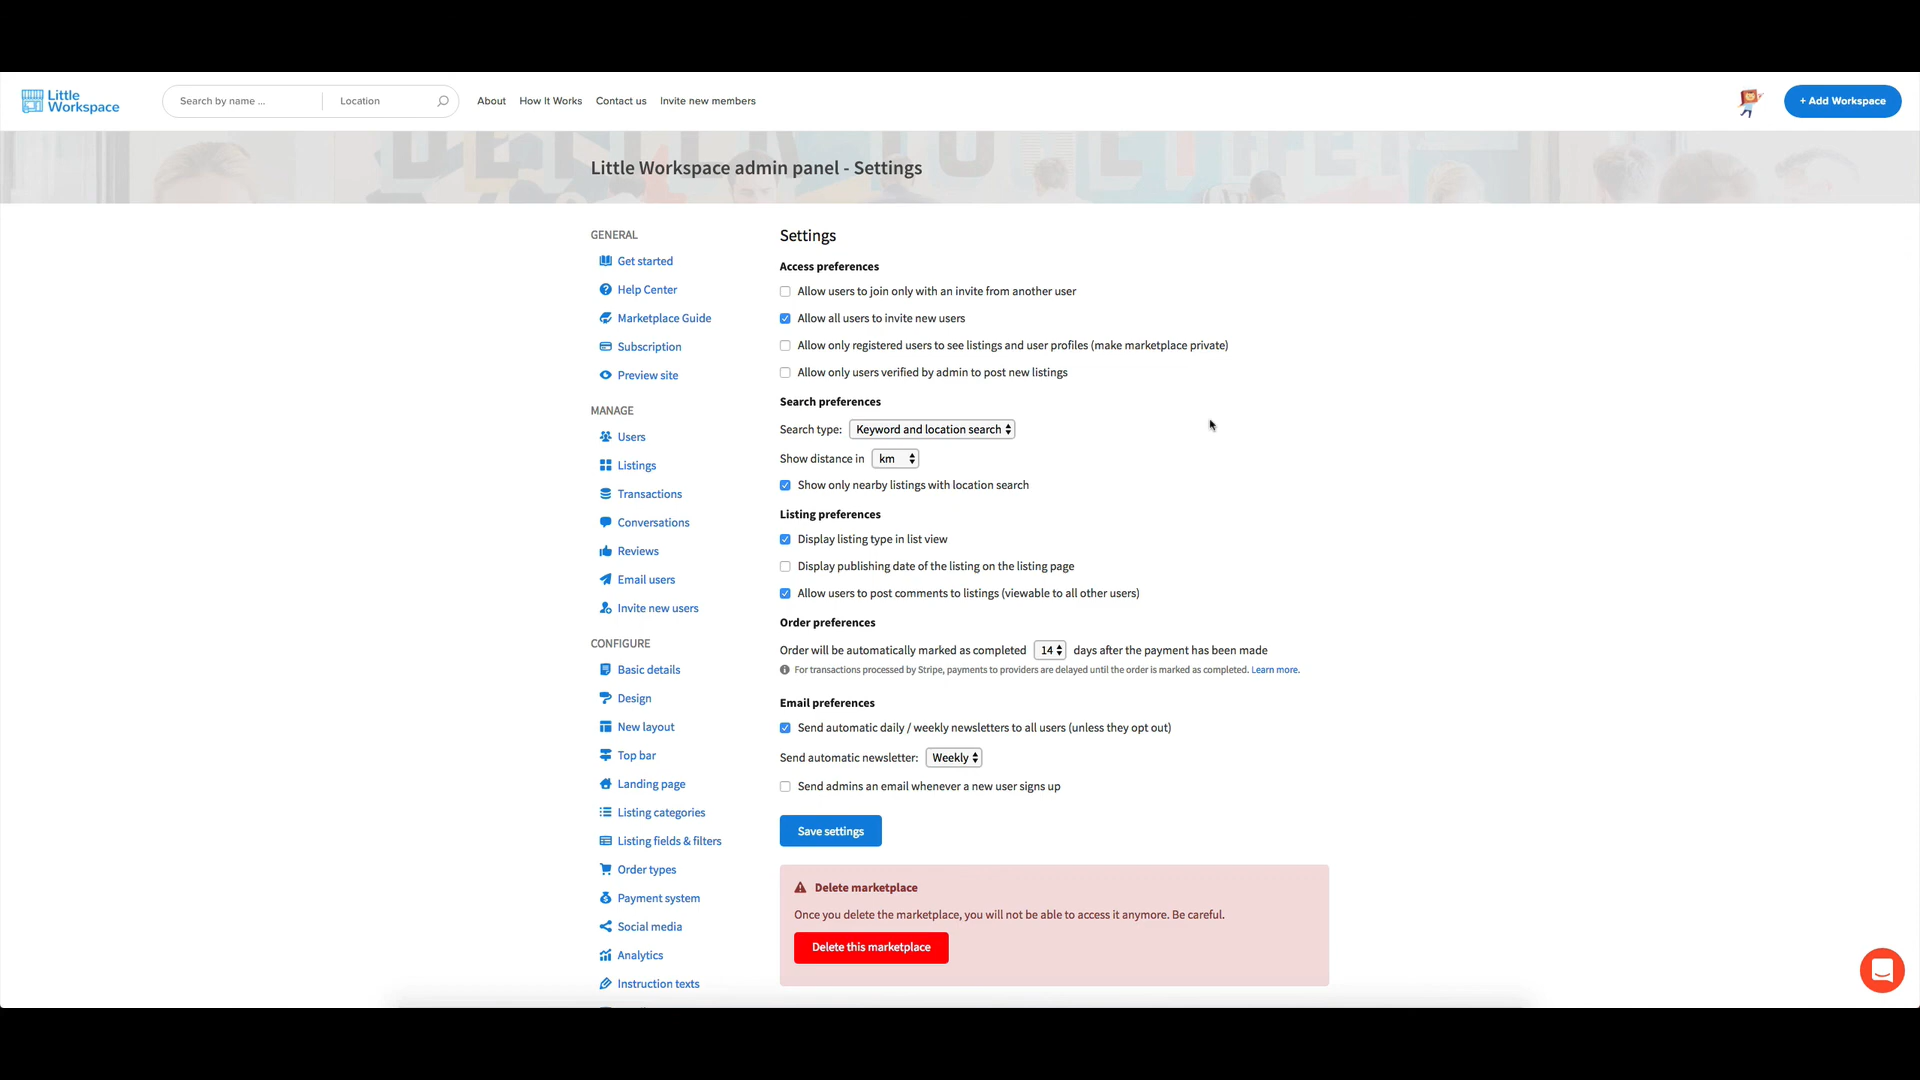 Little
Workspace
Search by name ...
Location
About
How It Works
Contact us
Invite new members
+ Add Workspace
Little Workspace admin panel - Settings
GENERAL
Get started
Help Center
Marketplace Guide
Subscription
Preview site
MANAGE
Users
Listings
Transactions
Conversations
Reviews
Email users
Invite new users
CONFIGURE
Basic details
Design
New layout
Top bar
Landing page
Listing categories
Listing fields & filters
Order types
Payment system
Social media
Analytics
Instruction texts
Settings
Access preferences
Allow users to join only with an invite from another user
Allow all users to invite new users
Allow only registered users to see listings and user profiles (make marketplace private)
Allow only users verified by admin to post new listings
Search preferences
Search type: Keyword and location search
Show distance in km
Show only nearby listings with location search
Listing preferences
Display listing type in list view
Display publishing date of the listing on the listing page
Allow users to post comments to listings (viewable to all other users)
Order preferences
Order will be automatically marked as completed 14 days after the payment has been made
For transactions processed by Stripe, payments to providers are delayed until the order is marked as completed. Learn more.
Email preferences
Send automatic daily / weekly newsletters to all users (unless they opt out)
Send automatic newsletter: Weekly
Send admins an email whenever a new user signs up
Save settings
Delete marketplace
Once you delete the marketplace, you will not be able to access it anymore. Be careful.
Delete this marketplace